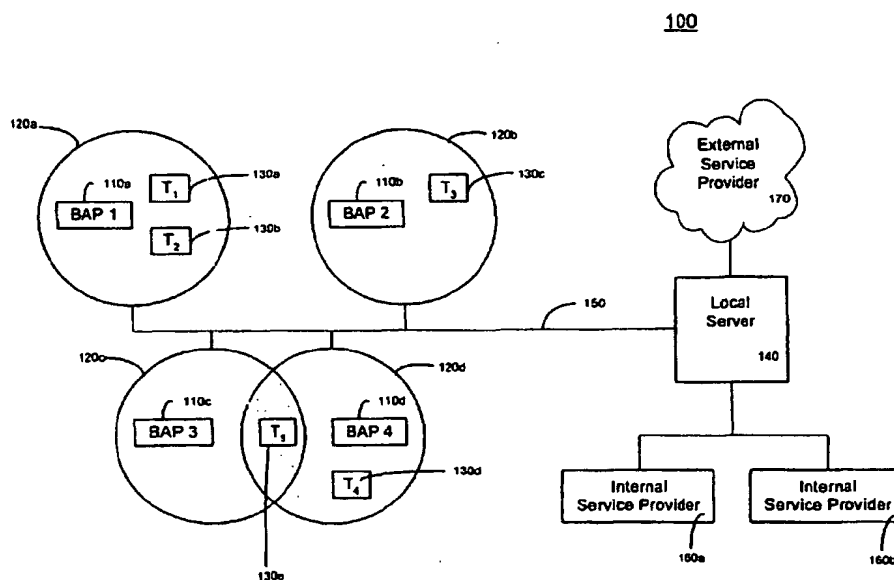 100
120a
120b
External
Service
Provider
170
110a
BAP 1
T1
130a
T2
130b
110b
BAP 2
T3
130c
150
Local
Server
140
120c
120d
110c
BAP 3
T5
110d
BAP 4
T4
130d
130e
Internal
Service Provider
160a
Internal
Service Provider
160b